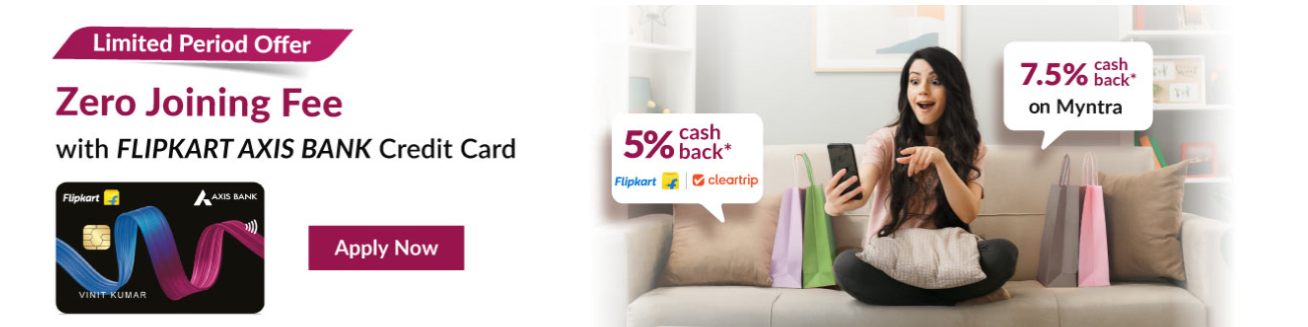 Limited Period Offer
Zero Joining Fee
with FLIPKART AXIS BANK Credit Card
Flipkart
AXIS BANK
VINIT KUMAR
Apply Now
5% cash
back*
Flipkart
cleartrip
7.5% cash
back*
on Myntra